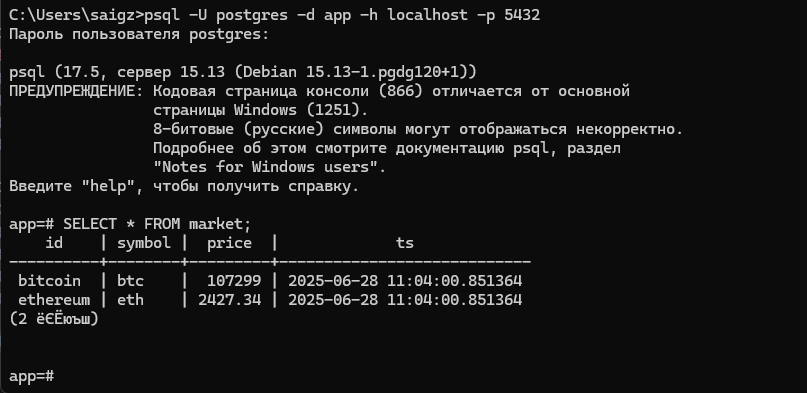 C:\Users\saigz>psql -U postgres -d app -h localhost -p 5432
Пароль пользователя postgres:
psql (17.5, сервер 15.13 (Debian 15.13-1.pgdg120+1))
ПРЕДУПРЕЖДЕНИЕ: Кодовая страница консоли (866) отличается от основной
страницы Windows (1251).
8-битовые (русские) символы могут отображаться некорректно.
Подробнее об этом смотрите документацию psql, раздел
"Notes for Windows users".
Введите "help", чтобы получить справку.
app=# SELECT * FROM market;
    id    | symbol |  price  |             ts
----------+--------+---------+----------------------------
 bitcoin  | btc    |  107299 | 2025-06-28 11:04:00.851364
 ethereum | eth    | 2427.34 | 2025-06-28 11:04:00.851364
(2 ёЄЁюъш)
app=#